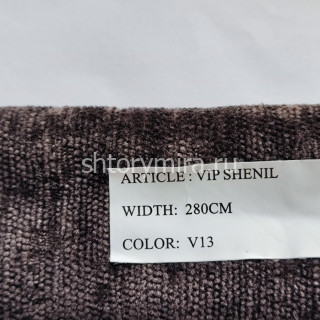 shtorymira.ru
ARTICLE : ViP SHENIL
WIDTH: 280CM
COLOR: V13